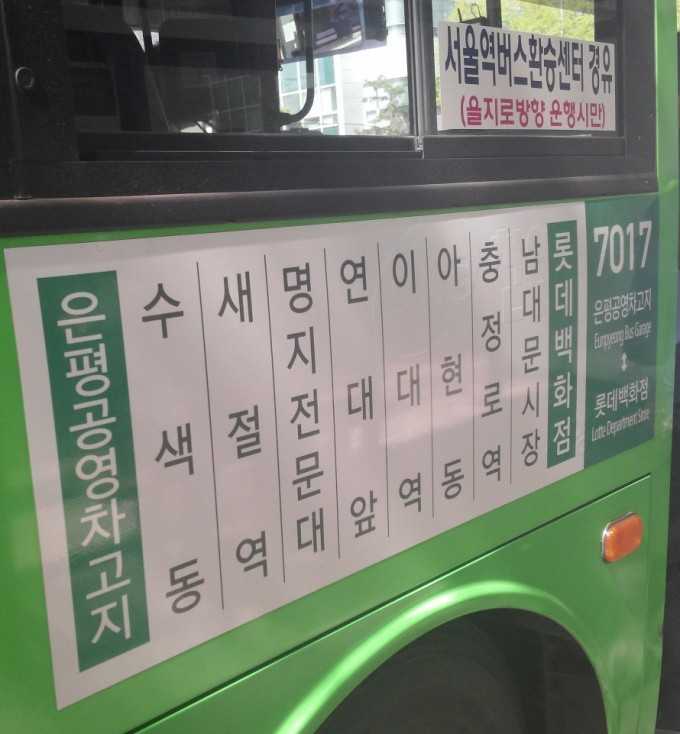 서울역버스환승센터 경유
(을지로방향 운행시만)
은평공영차고지
수색동
새절역
명지전문대
연대앞
이대역
아현동
충정로역
남대문시장
롯데백화점
7017
은평공영차고지
Eunpyeong Bus Garage
↕
롯데백화점
Lotte Department Store